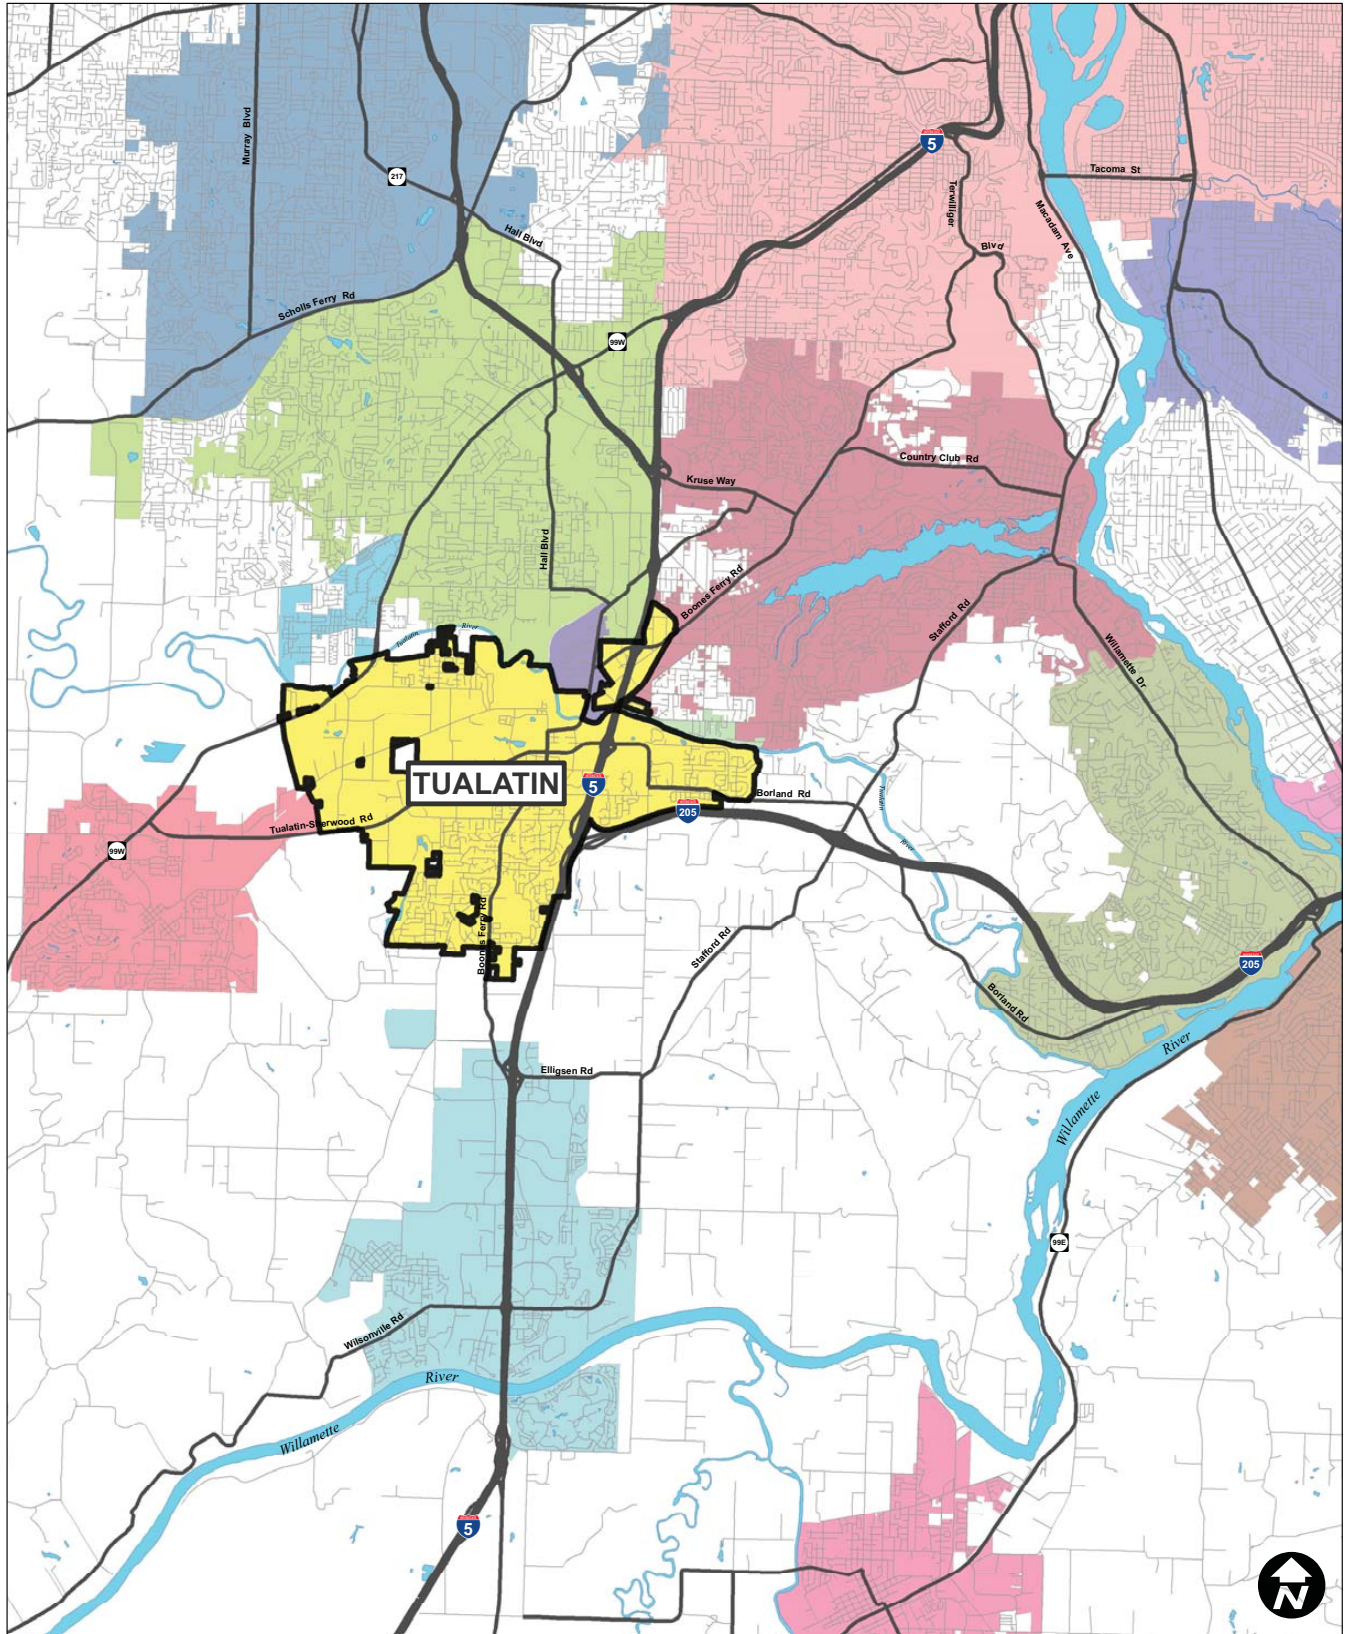 Murray Blvd
217
5
Tacoma St
Terwilliger
Blvd
Macadam Ave
Hall Blvd
Scholls Ferry Rd
99W
Country Club Rd
Kruse Way
Hall Blvd
Boones Ferry Rd
Stafford Rd
Willamette Dr
Tualatin
River
TUALATIN
5
205
Borland Rd
Tualatin
River
Tualatin-Sherwood Rd
99W
Boones Ferry Rd
Stafford Rd
205
Borland Rd
River
Willamette
Elligsen Rd
99E
Wilsonville Rd
River
Willamette
5
N